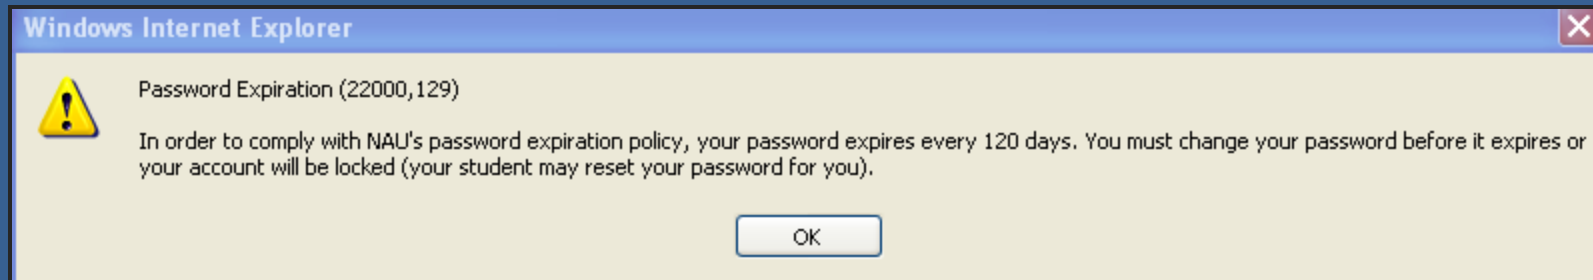 Windows Internet Explorer
Password Expiration (22000,129)
In order to comply with NAU's password expiration policy, your password expires every 120 days. You must change your password before it expires or
your account will be locked (your student may reset your password for you).
OK